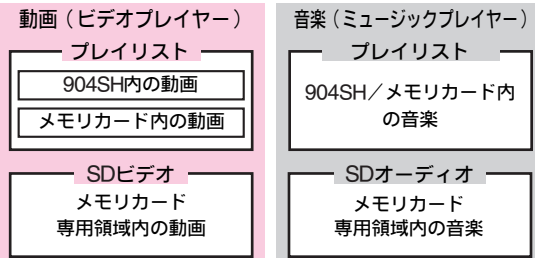 動画（ビデオプレイヤー）
プレイリスト
904SH内の動画
メモリカード内の動画
SDビデオ
メモリカード
専用領域内の動画
音楽（ミュージックプレイヤー）
プレイリスト
904SH／メモリカード内
の音楽
SDオーディオ
メモリカード
専用領域内の音楽